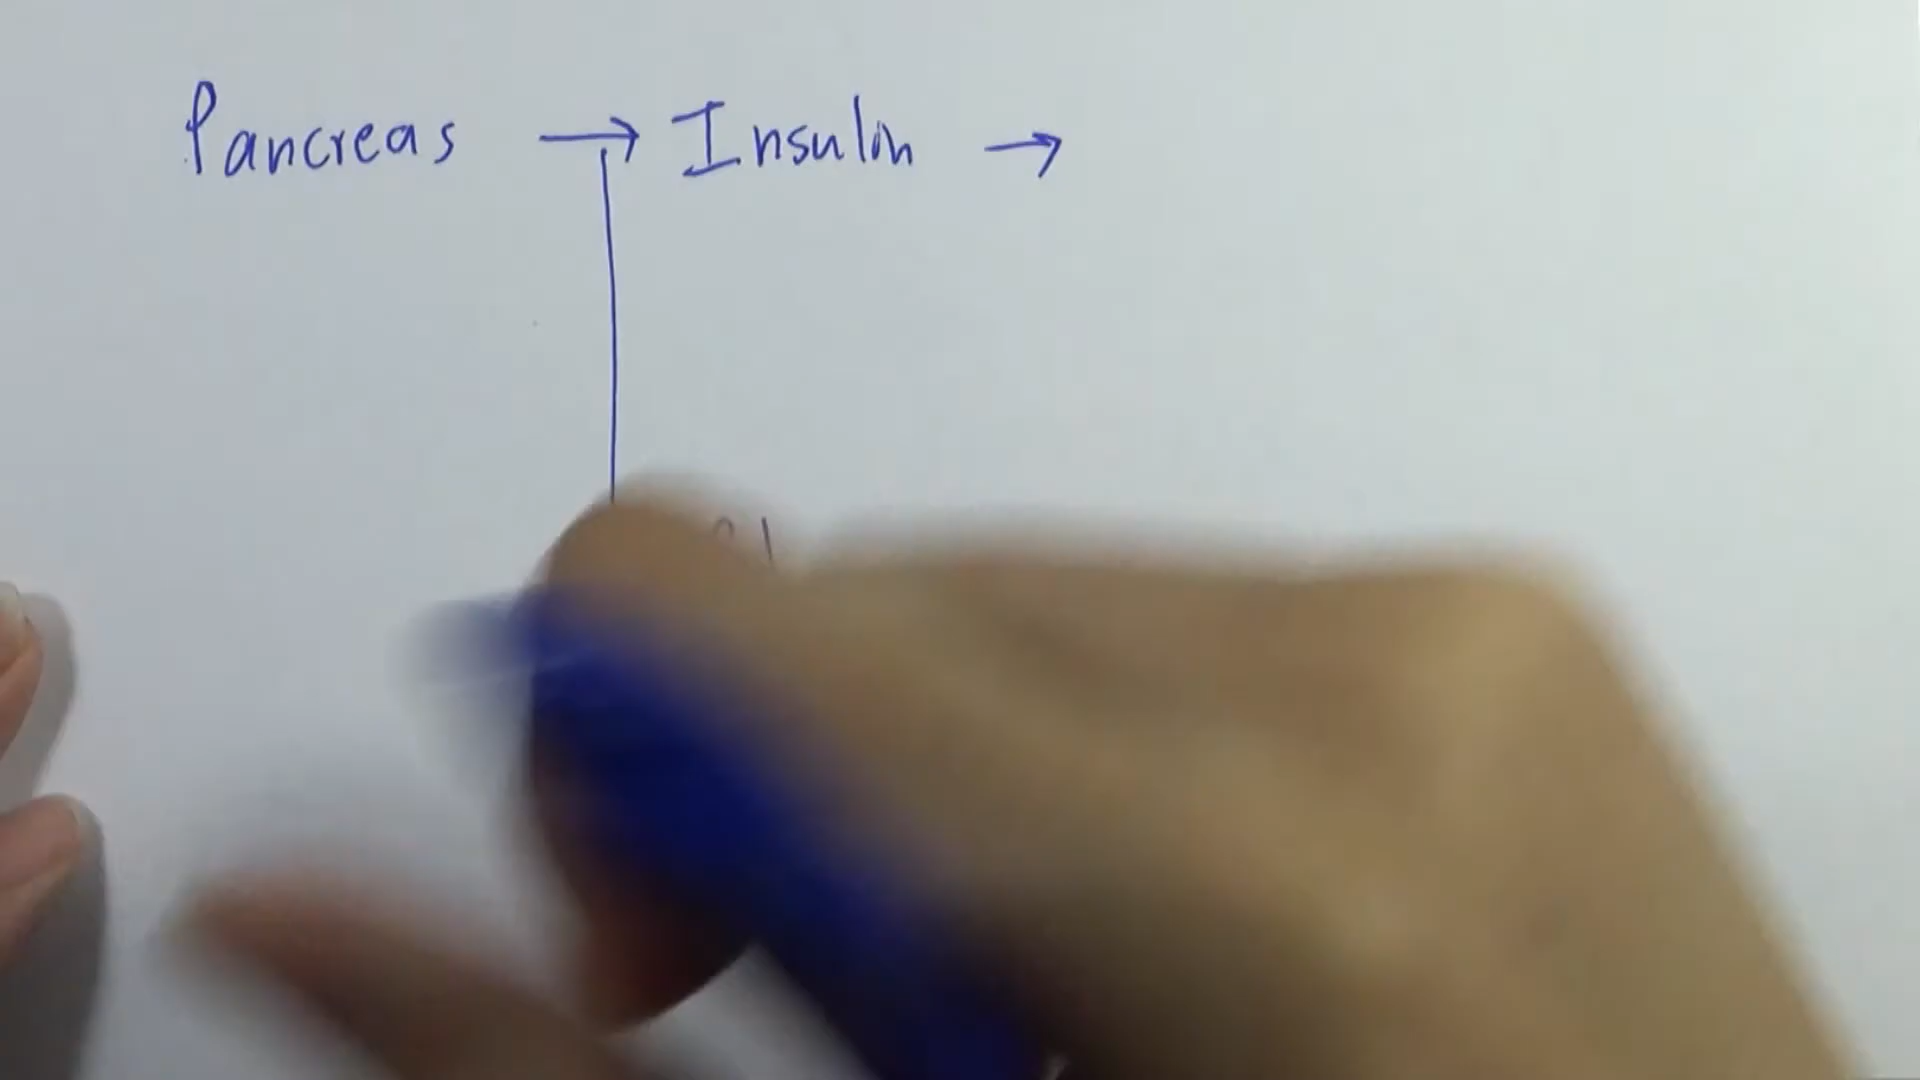 Pancreas → Insulin →